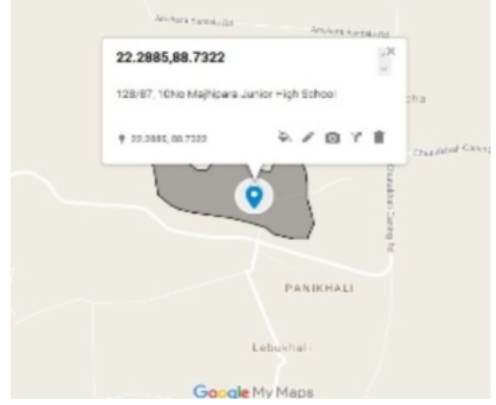 22.2885,88.7322
128/87, 10No Majhipara Junior High School
22.2885, 88.7322
PANIKHALI
Lebukhali
Google My Maps